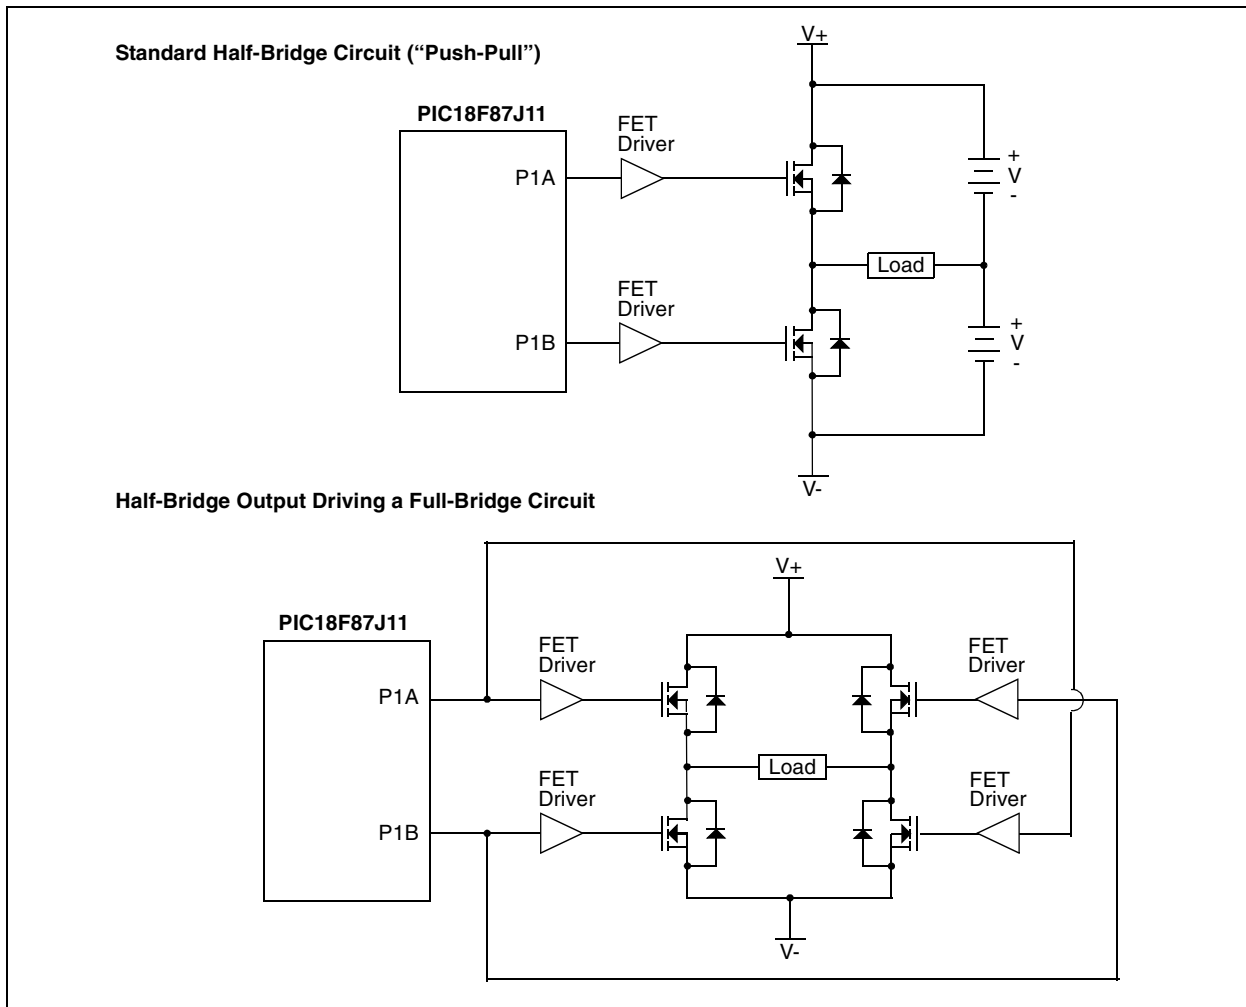 Standard Half-Bridge Circuit (“Push-Pull”)
V+
PIC18F87J11
FET
Driver
P1A
+
V
-
Load
FET
Driver
P1B
+
V
-
V-
Half-Bridge Output Driving a Full-Bridge Circuit
V+
PIC18F87J11
FET
Driver
FET
Driver
P1A
Load
FET
Driver
FET
Driver
P1B
V-